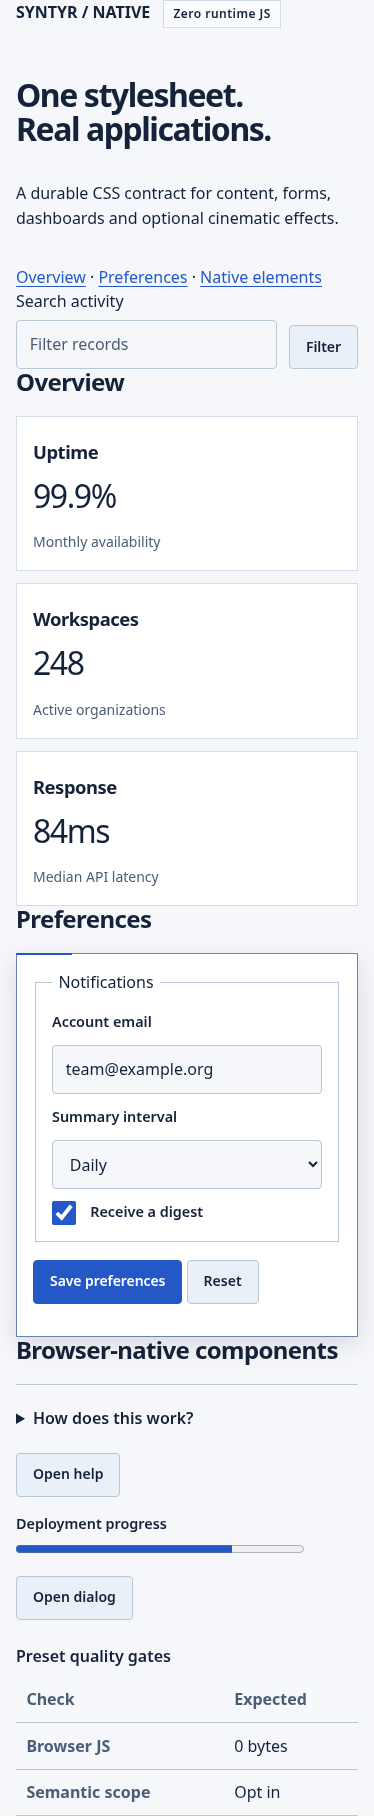 SYNTYR / NATIVE Zero runtime JS
One stylesheet.
Real applications.
A durable CSS contract for content, forms,
dashboards and optional cinematic effects.
Overview · Preferences · Native elements
Search activity
Filter records Filter
Overview
Uptime
99.9%
Monthly availability
Workspaces
248
Active organizations
Response
84ms
Median API latency
Preferences
Notifications
Account email
team@example.org
Summary interval
Daily
Receive a digest
Save preferences Reset
Browser-native components
How does this work?
Open help
Deployment progress
Open dialog
Preset quality gates
Check Expected
Browser JS 0 bytes
Semantic scope Opt in